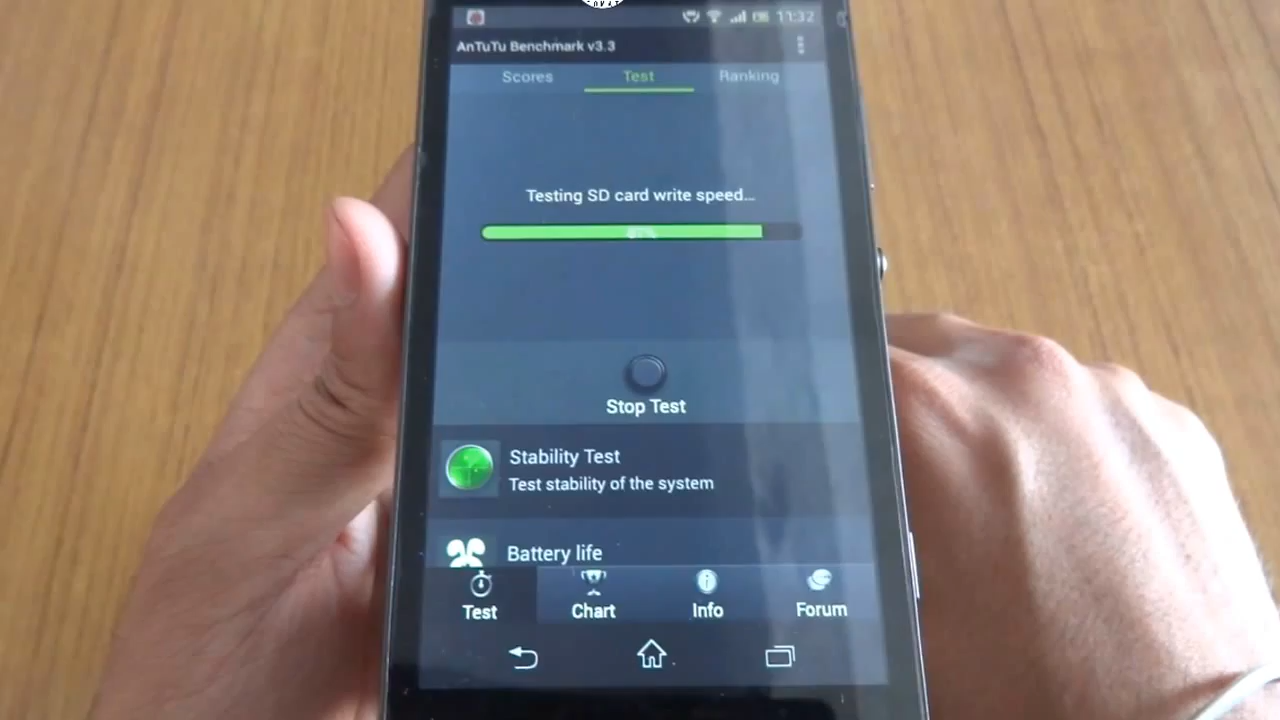 11:32
AnTuTu Benchmark v3.3
Scores Test Ranking
Testing SD card write speed...
Stop Test
Stability Test
Test stability of the system
Battery life
Test Chart Info Forum